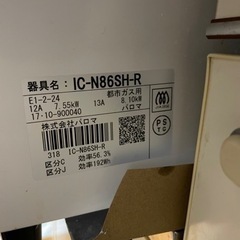 器具名: IC-N86SH-R
E1-2-24 都市ガス用
12A 7.55kW 13A 8.10kW
17·10-900040 パロマ
株式会社パロマ
318 IC-N86SH-R
区分C 効率56.3%
区分J 効率192Wh
PS
TG